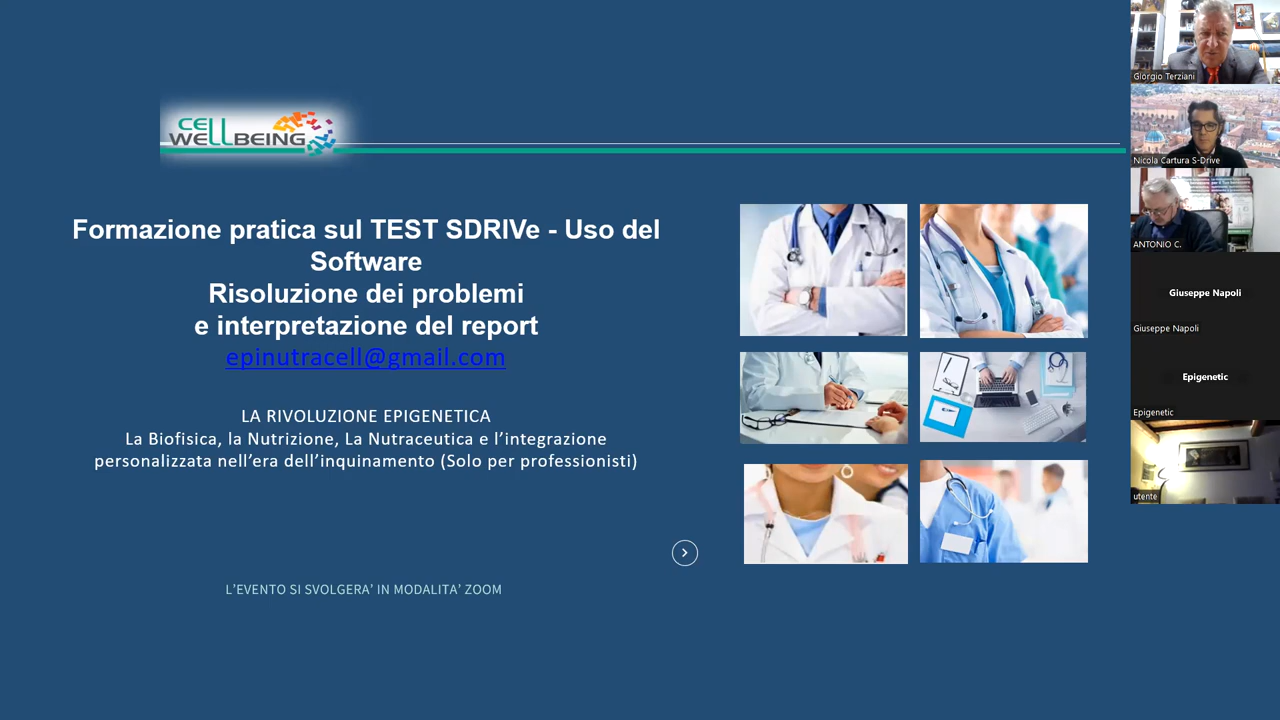 CELL
WELLBEING
Formazione pratica sul TEST SDRIVe - Uso del
Software
Risoluzione dei problemi
e interpretazione del report
epinutracell@gmail.com
LA RIVOLUZIONE EPIGENETICA
La Biofisica, la Nutrizione, La Nutraceutica e l’integrazione
personalizzata nell’era dell’inquinamento (Solo per professionisti)
L’EVENTO SI SVOLGERA’ IN MODALITA’ ZOOM
Giorgio Terziani
Nicola Cartura S-Drive
ANTONIO C.
Giuseppe Napoli
Giuseppe Napoli
Epigenetic
Epigenetic
utente